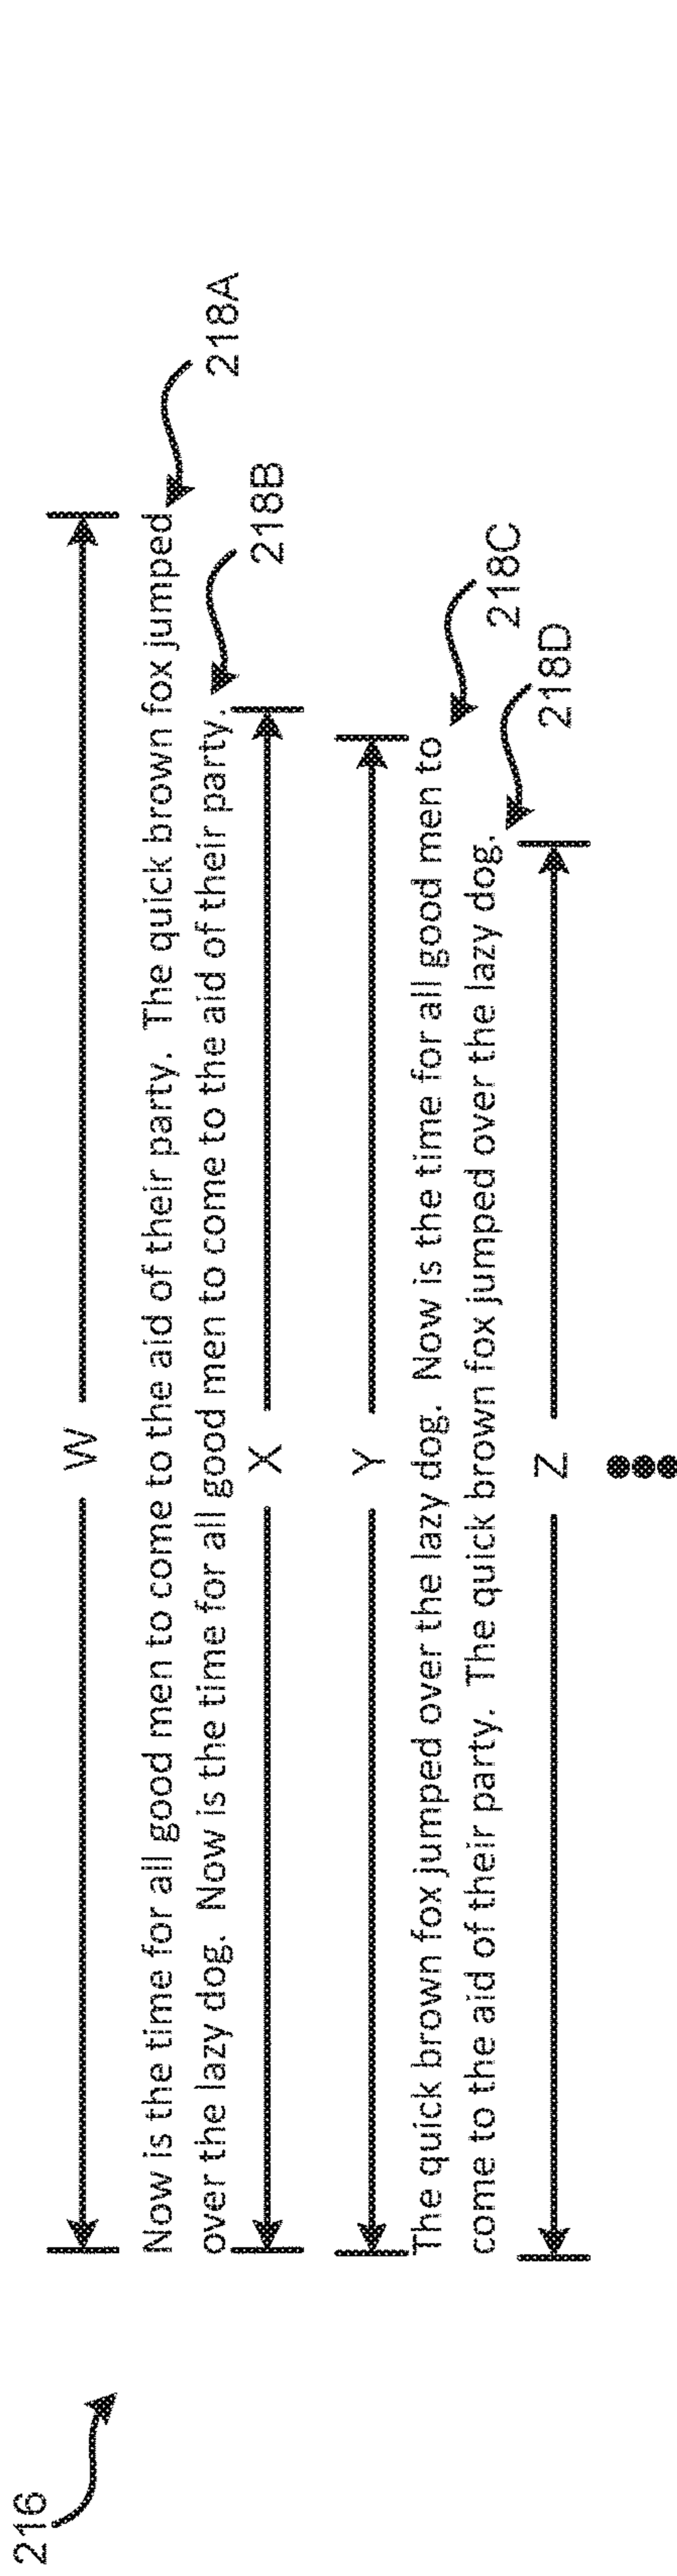 216
W
Now is the time for all good men to come to the aid of their party.  The quick brown fox jumped
218A
over the lazy dog.  Now is the time for all good men to come to the aid of their party.
218B
X
Y
The quick brown fox jumped over the lazy dog.  Now is the time for all good men to
218C
come to the aid of their party.  The quick brown fox jumped over the lazy dog.
218D
Z